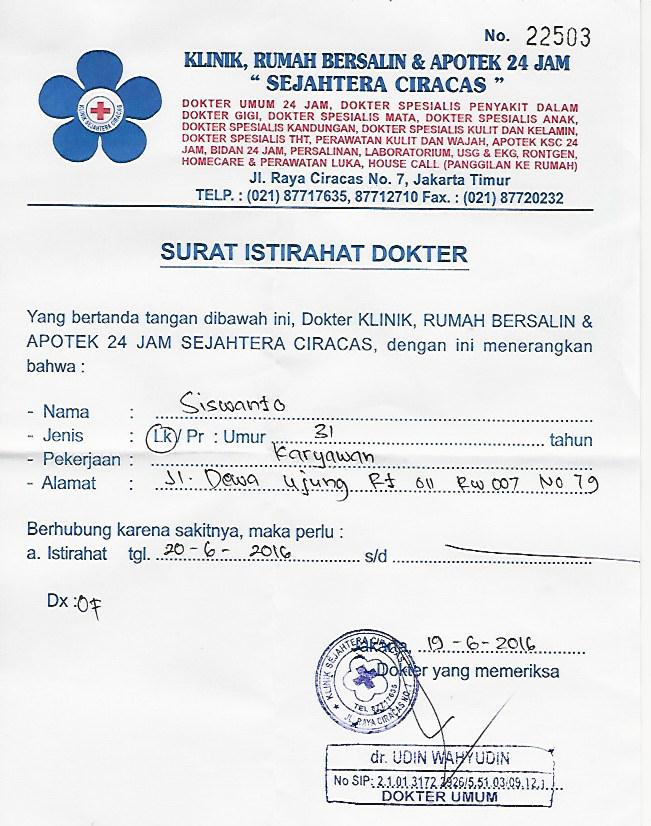 No. 22503
KLINIK, RUMAH BERSALIN & APOTEK 24 JAM
“ SEJAHTERA CIRACAS ”
DOKTER UMUM 24 JAM, DOKTER SPESIALIS PENYAKIT DALAM
DOKTER GIGI, DOKTER SPESIALIS MATA, DOKTER SPESIALIS ANAK,
DOKTER SPESIALIS KANDUNGAN, DOKTER SPESIALIS KULIT DAN KELAMIN,
DOKTER SPESIALIS THT, PERAWATAN KULIT DAN WAJAH, APOTEK KSC 24
JAM, BIDAN 24 JAM, PERSALINAN, LABORATORIUM, USG & EKG, RONTGEN,
HOMECARE & PERAWATAN LUKA, HOUSE CALL (PANGGILAN KE RUMAH)
Jl. Raya Ciracas No. 7, Jakarta Timur
TELP. : (021) 87717635, 87712710 Fax. : (021) 87720232
KLINIK SEJAHTERA CIRACAS
SURAT ISTIRAHAT DOKTER
Yang bertanda tangan dibawah ini, Dokter KLINIK, RUMAH BERSALIN &
APOTEK 24 JAM SEJAHTERA CIRACAS, dengan ini menerangkan
bahwa :
- Nama : Siswanto
- Jenis : Lk / Pr : Umur 31 tahun
- Pekerjaan : Karyawan
- Alamat : Jl. Dewa Ujung Rt 011 Rw 007 No 79
Berhubung karena sakitnya, maka perlu :
a. Istirahat tgl. 20-6-2016 s/d
Dx : OF
Jakarta, 19-6-2016
Dokter yang memeriksa
KLINIK SEJAHTERA CIRACAS
TEL 87717635
JL. RAYA CIRACAS NO.7
dr. UDIN WAHYUDIN
No SIP: 2.1.01.3172
DOKTER UMUM